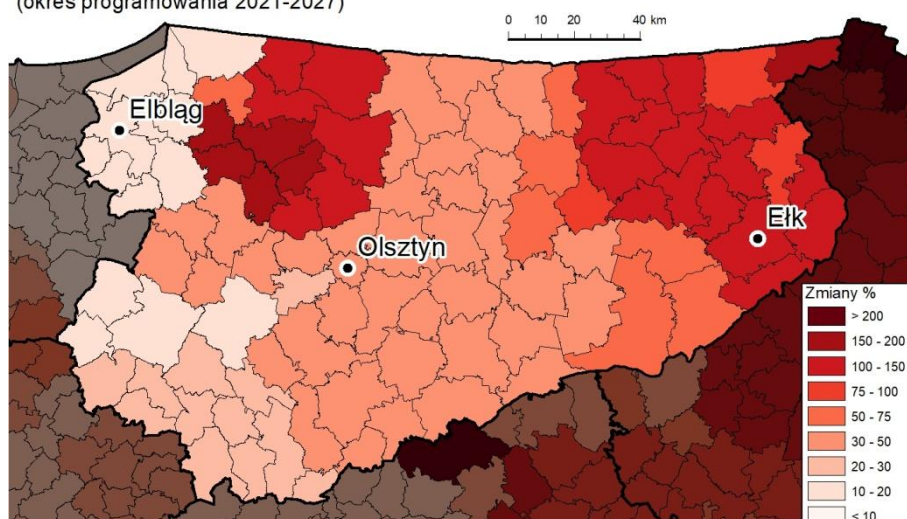 (okres programowania 2021-2027)
0 10 20 40 km
Elbląg
Olsztyn
Ełk
Zmiany %
> 200
150 - 200
100 - 150
75 - 100
50 - 75
30 - 50
20 - 30
10 - 20
< 10